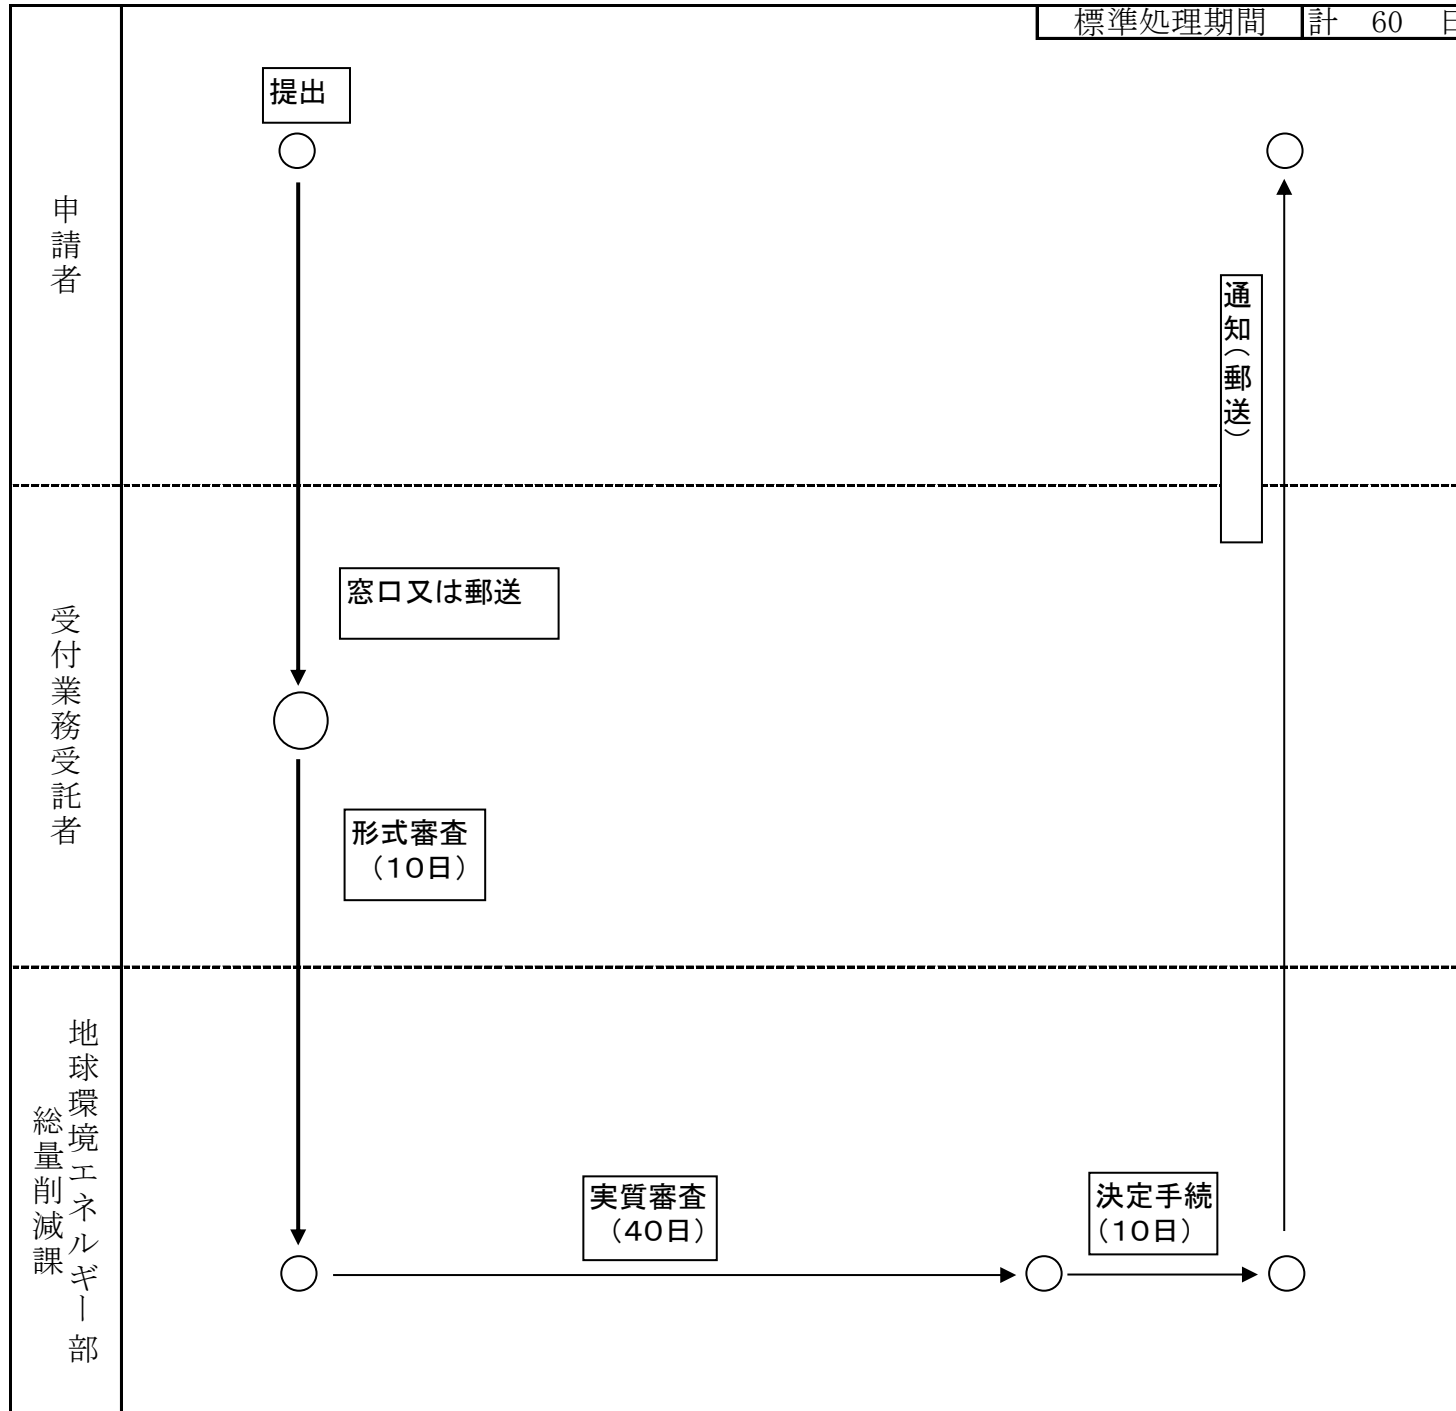 標準処理期間 計 60 日
提出
申請者
通知（郵送）
窓口又は郵送
受付業務受託者
形式審査
（10日）
地球環境エネルギー部
総量削減課
実質審査
（40日）
決定手続
（10日）